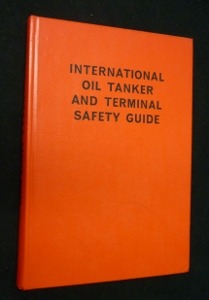 INTERNATIONAL
OIL TANKER
AND TERMINAL
SAFETY GUIDE